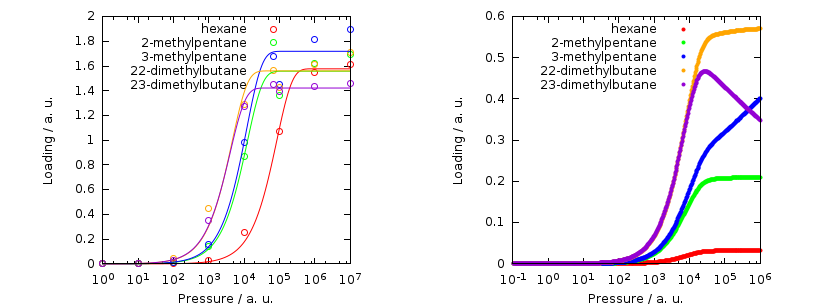 2
1.8
1.6
1.4
1.2
1
0.8
0.6
0.4
0.2
0
Loading / a. u.
hexane
2-methylpentane
3-methylpentane
22-dimethylbutane
23-dimethylbutane
10^0 10^1 10^2 10^3 10^4 10^5 10^6 10^7
Pressure / a. u.
0.6
0.5
0.4
0.3
0.2
0.1
0
Loading / a. u.
hexane
2-methylpentane
3-methylpentane
22-dimethylbutane
23-dimethylbutane
10^-1 10^0 10^1 10^2 10^3 10^4 10^5 10^6
Pressure / a. u.